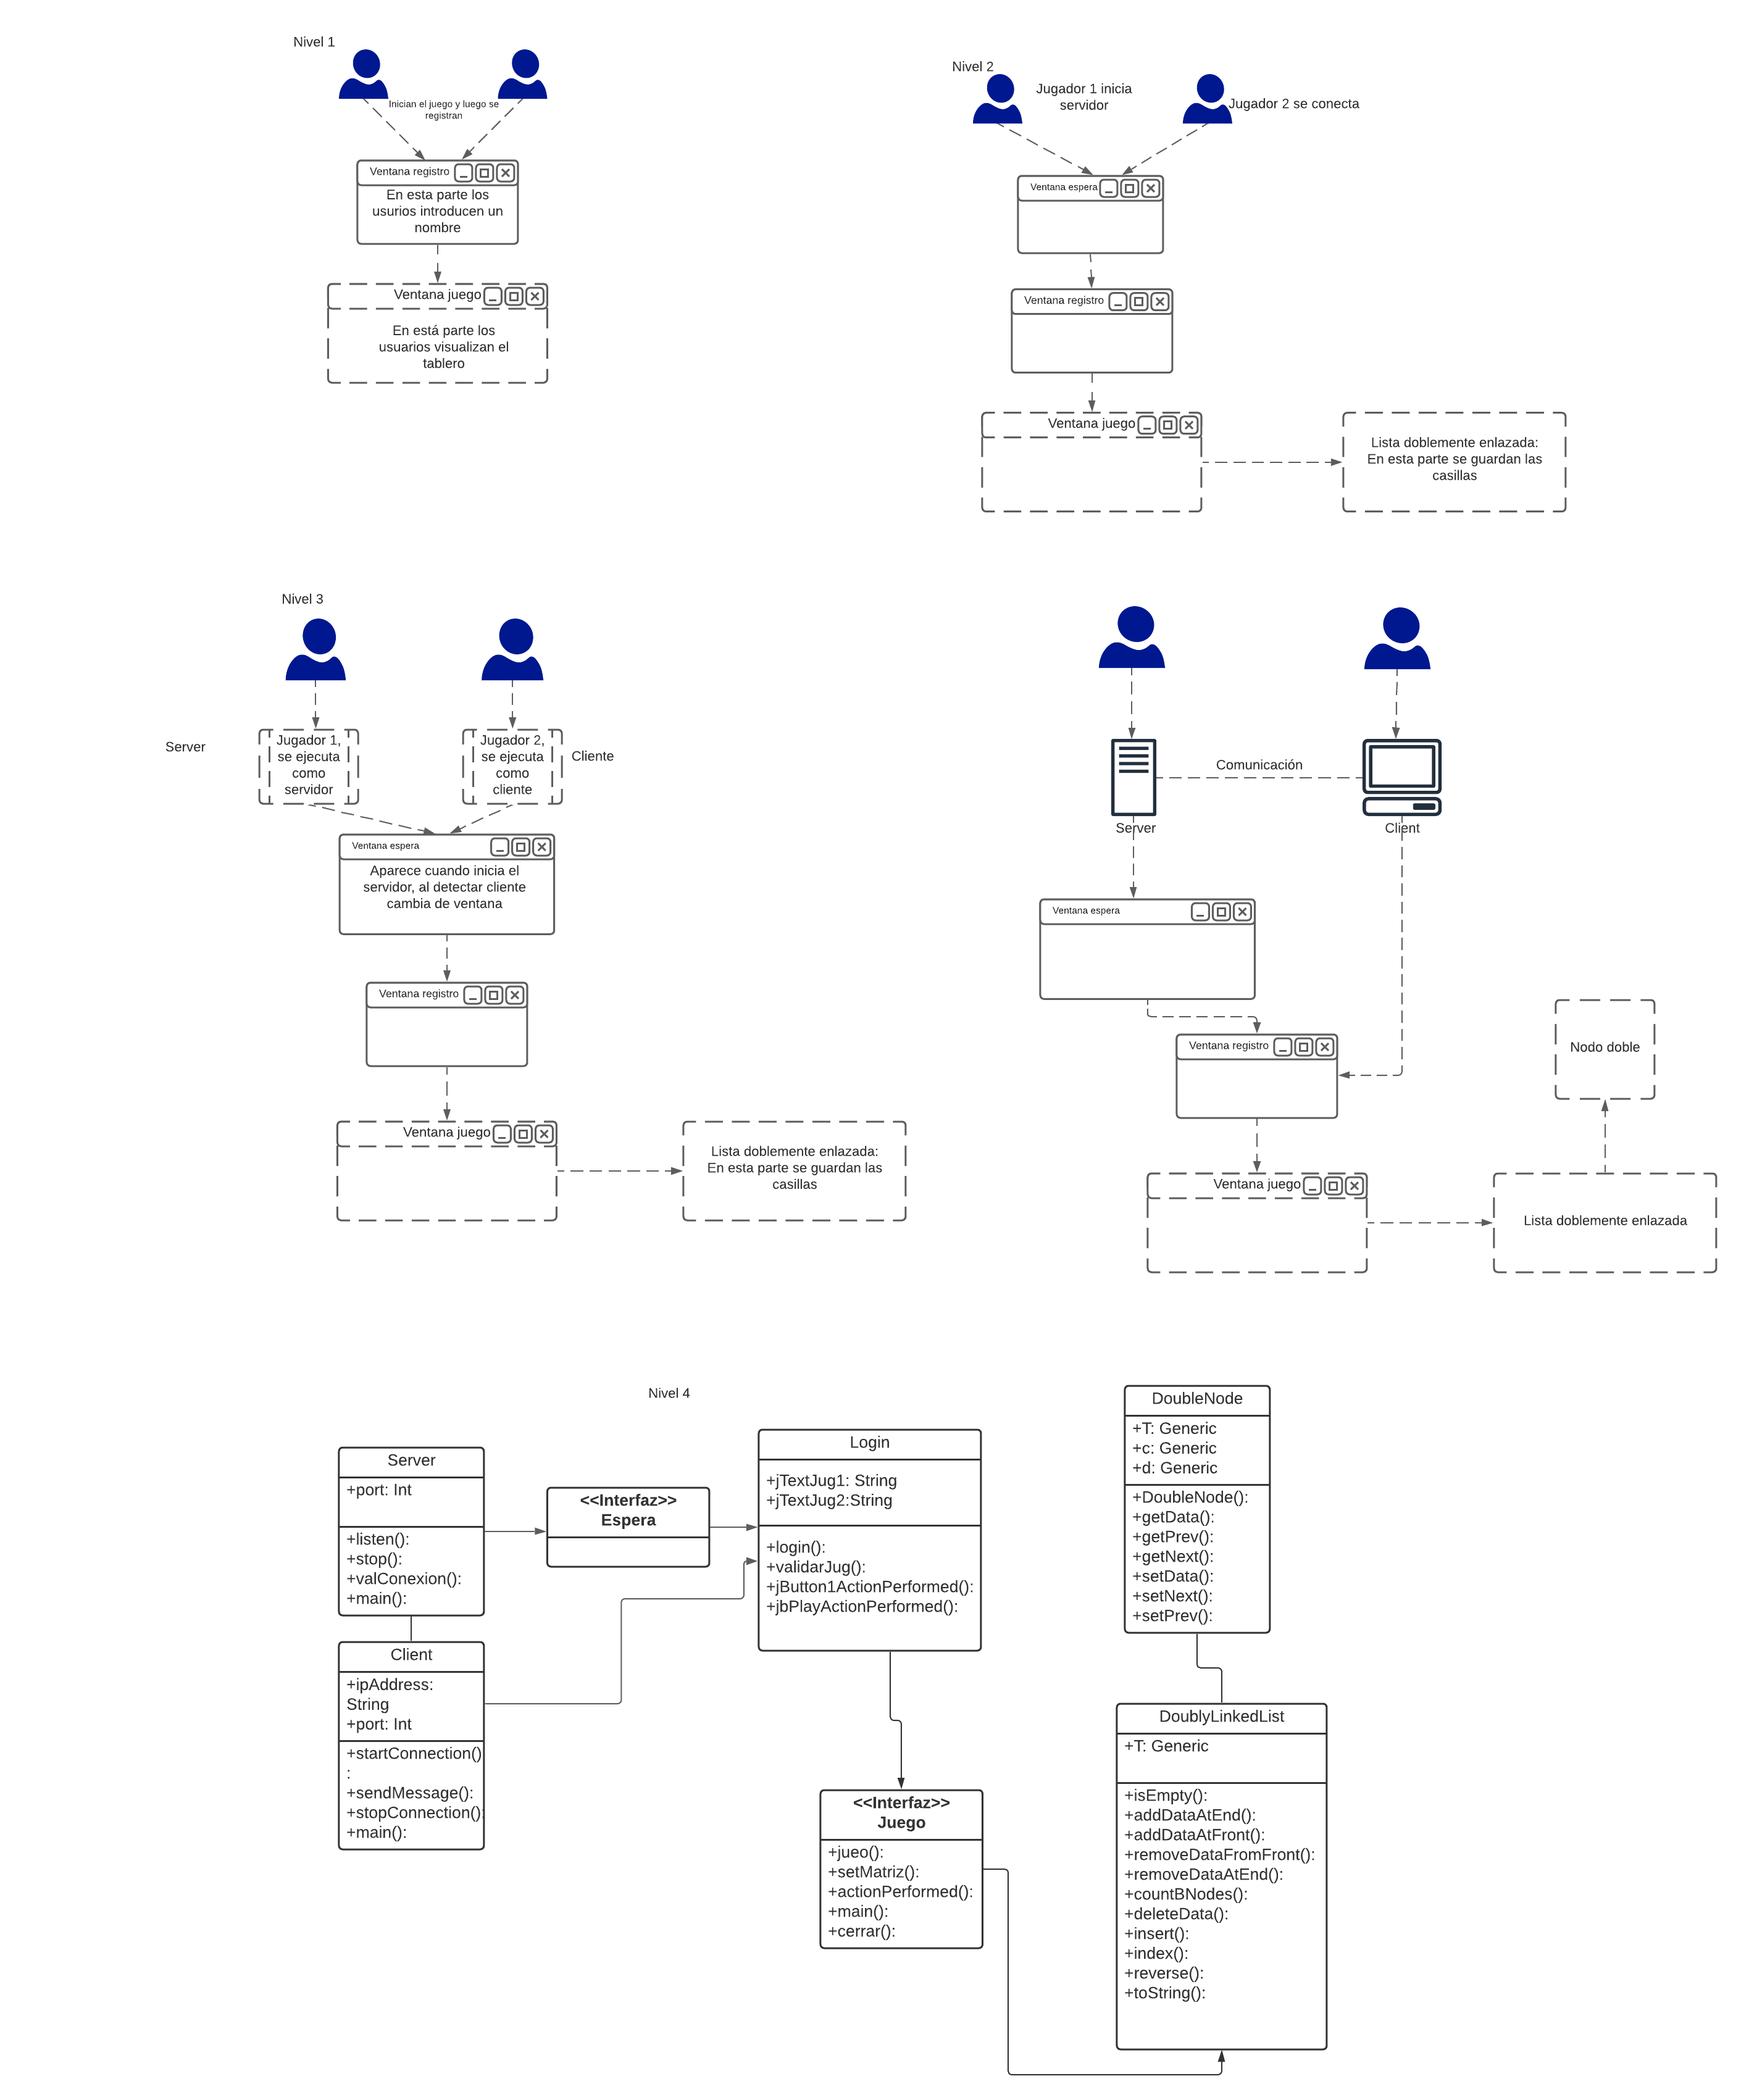 Nivel 1
Inician el juego y luego se
registran
Ventana registro
En esta parte los
usurios introducen un
nombre
Ventana juego
En está parte los
usuarios visualizan el
tablero
Nivel 2
Jugador 1 inicia
servidor
Jugador 2 se conecta
Ventana espera
Ventana registro
Ventana juego
Lista doblemente enlazada:
En esta parte se guardan las
casillas
Nivel 3
Server
Jugador 1,
se ejecuta
como
servidor
Jugador 2,
se ejecuta
como
cliente
Cliente
Ventana espera
Aparece cuando inicia el
servidor, al detectar cliente
cambia de ventana
Ventana registro
Ventana juego
Lista doblemente enlazada:
En esta parte se guardan las
casillas
Comunicación
Server
Client
Ventana espera
Ventana registro
Nodo doble
Ventana juego
Lista doblemente enlazada
Nivel 4
Server
+port: Int
+listen():
+stop():
+valConexion():
+main():
Client
+ipAddress:
String
+port: Int
+startConnection()
:
+sendMessage():
+stopConnection():
+main():
<<Interfaz>>
Espera
Login
+jTextJug1: String
+jTextJug2:String
+login():
+validarJug():
+jButton1ActionPerformed():
+jbPlayActionPerformed():
<<Interfaz>>
Juego
+jueo():
+setMatriz():
+actionPerformed():
+main():
+cerrar():
DoubleNode
+T: Generic
+c: Generic
+d: Generic
+DoubleNode():
+getData():
+getPrev():
+getNext():
+setData():
+setNext():
+setPrev():
DoublyLinkedList
+T: Generic
+isEmpty():
+addDataAtEnd():
+addDataAtFront():
+removeDataFromFront():
+removeDataAtEnd():
+countBNodes():
+deleteData():
+insert():
+index():
+reverse():
+toString():